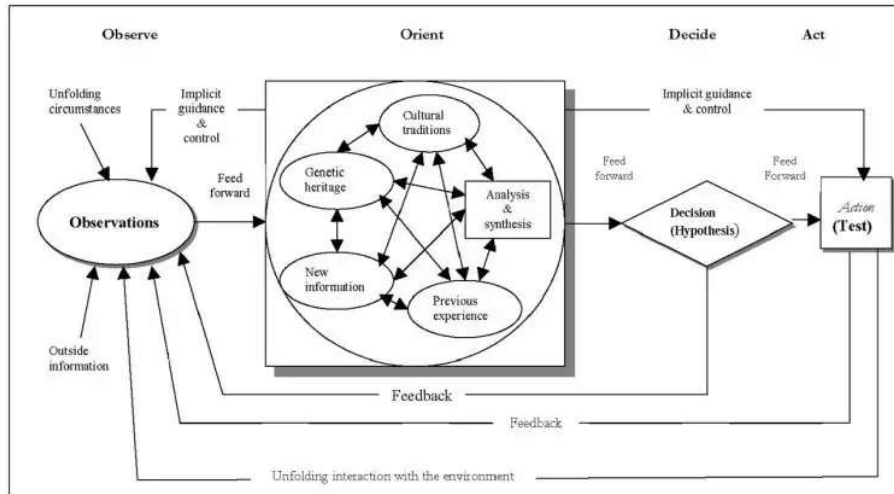 Observe
Orient
Decide
Act
Unfolding
circumstances
Implicit
guidance
&
control
Cultural
traditions
Implicit guidance
& control
Genetic
heritage
Feed
forward
Analysis
&
synthesis
Feed
forward
Feed
Forward
Observations
Decision
(Hypothesis)
Action
(Test)
New
information
Previous
experience
Outside
information
Feedback
Feedback
Unfolding interaction with the environment